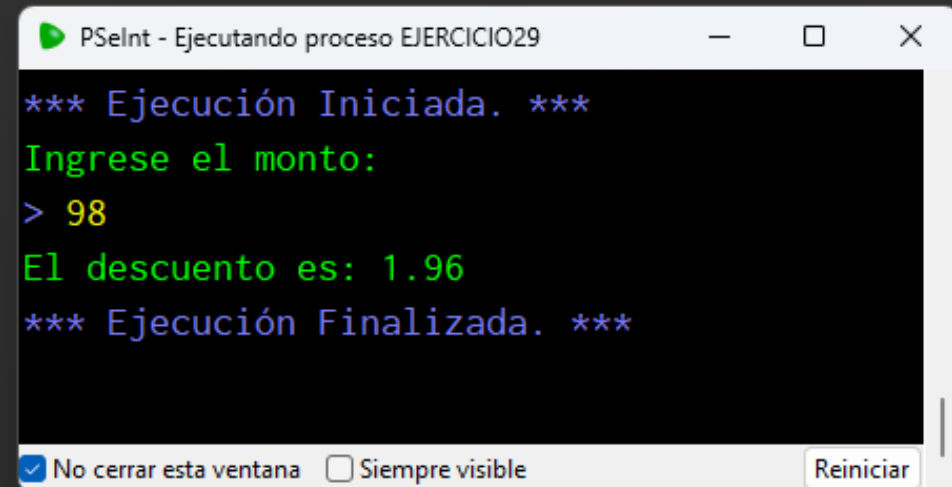 PSeInt - Ejecutando proceso EJERCICIO29
*** Ejecución Iniciada. ***
Ingrese el monto:
> 98
El descuento es: 1.96
*** Ejecución Finalizada. ***
No cerrar esta ventana Siempre visible Reiniciar